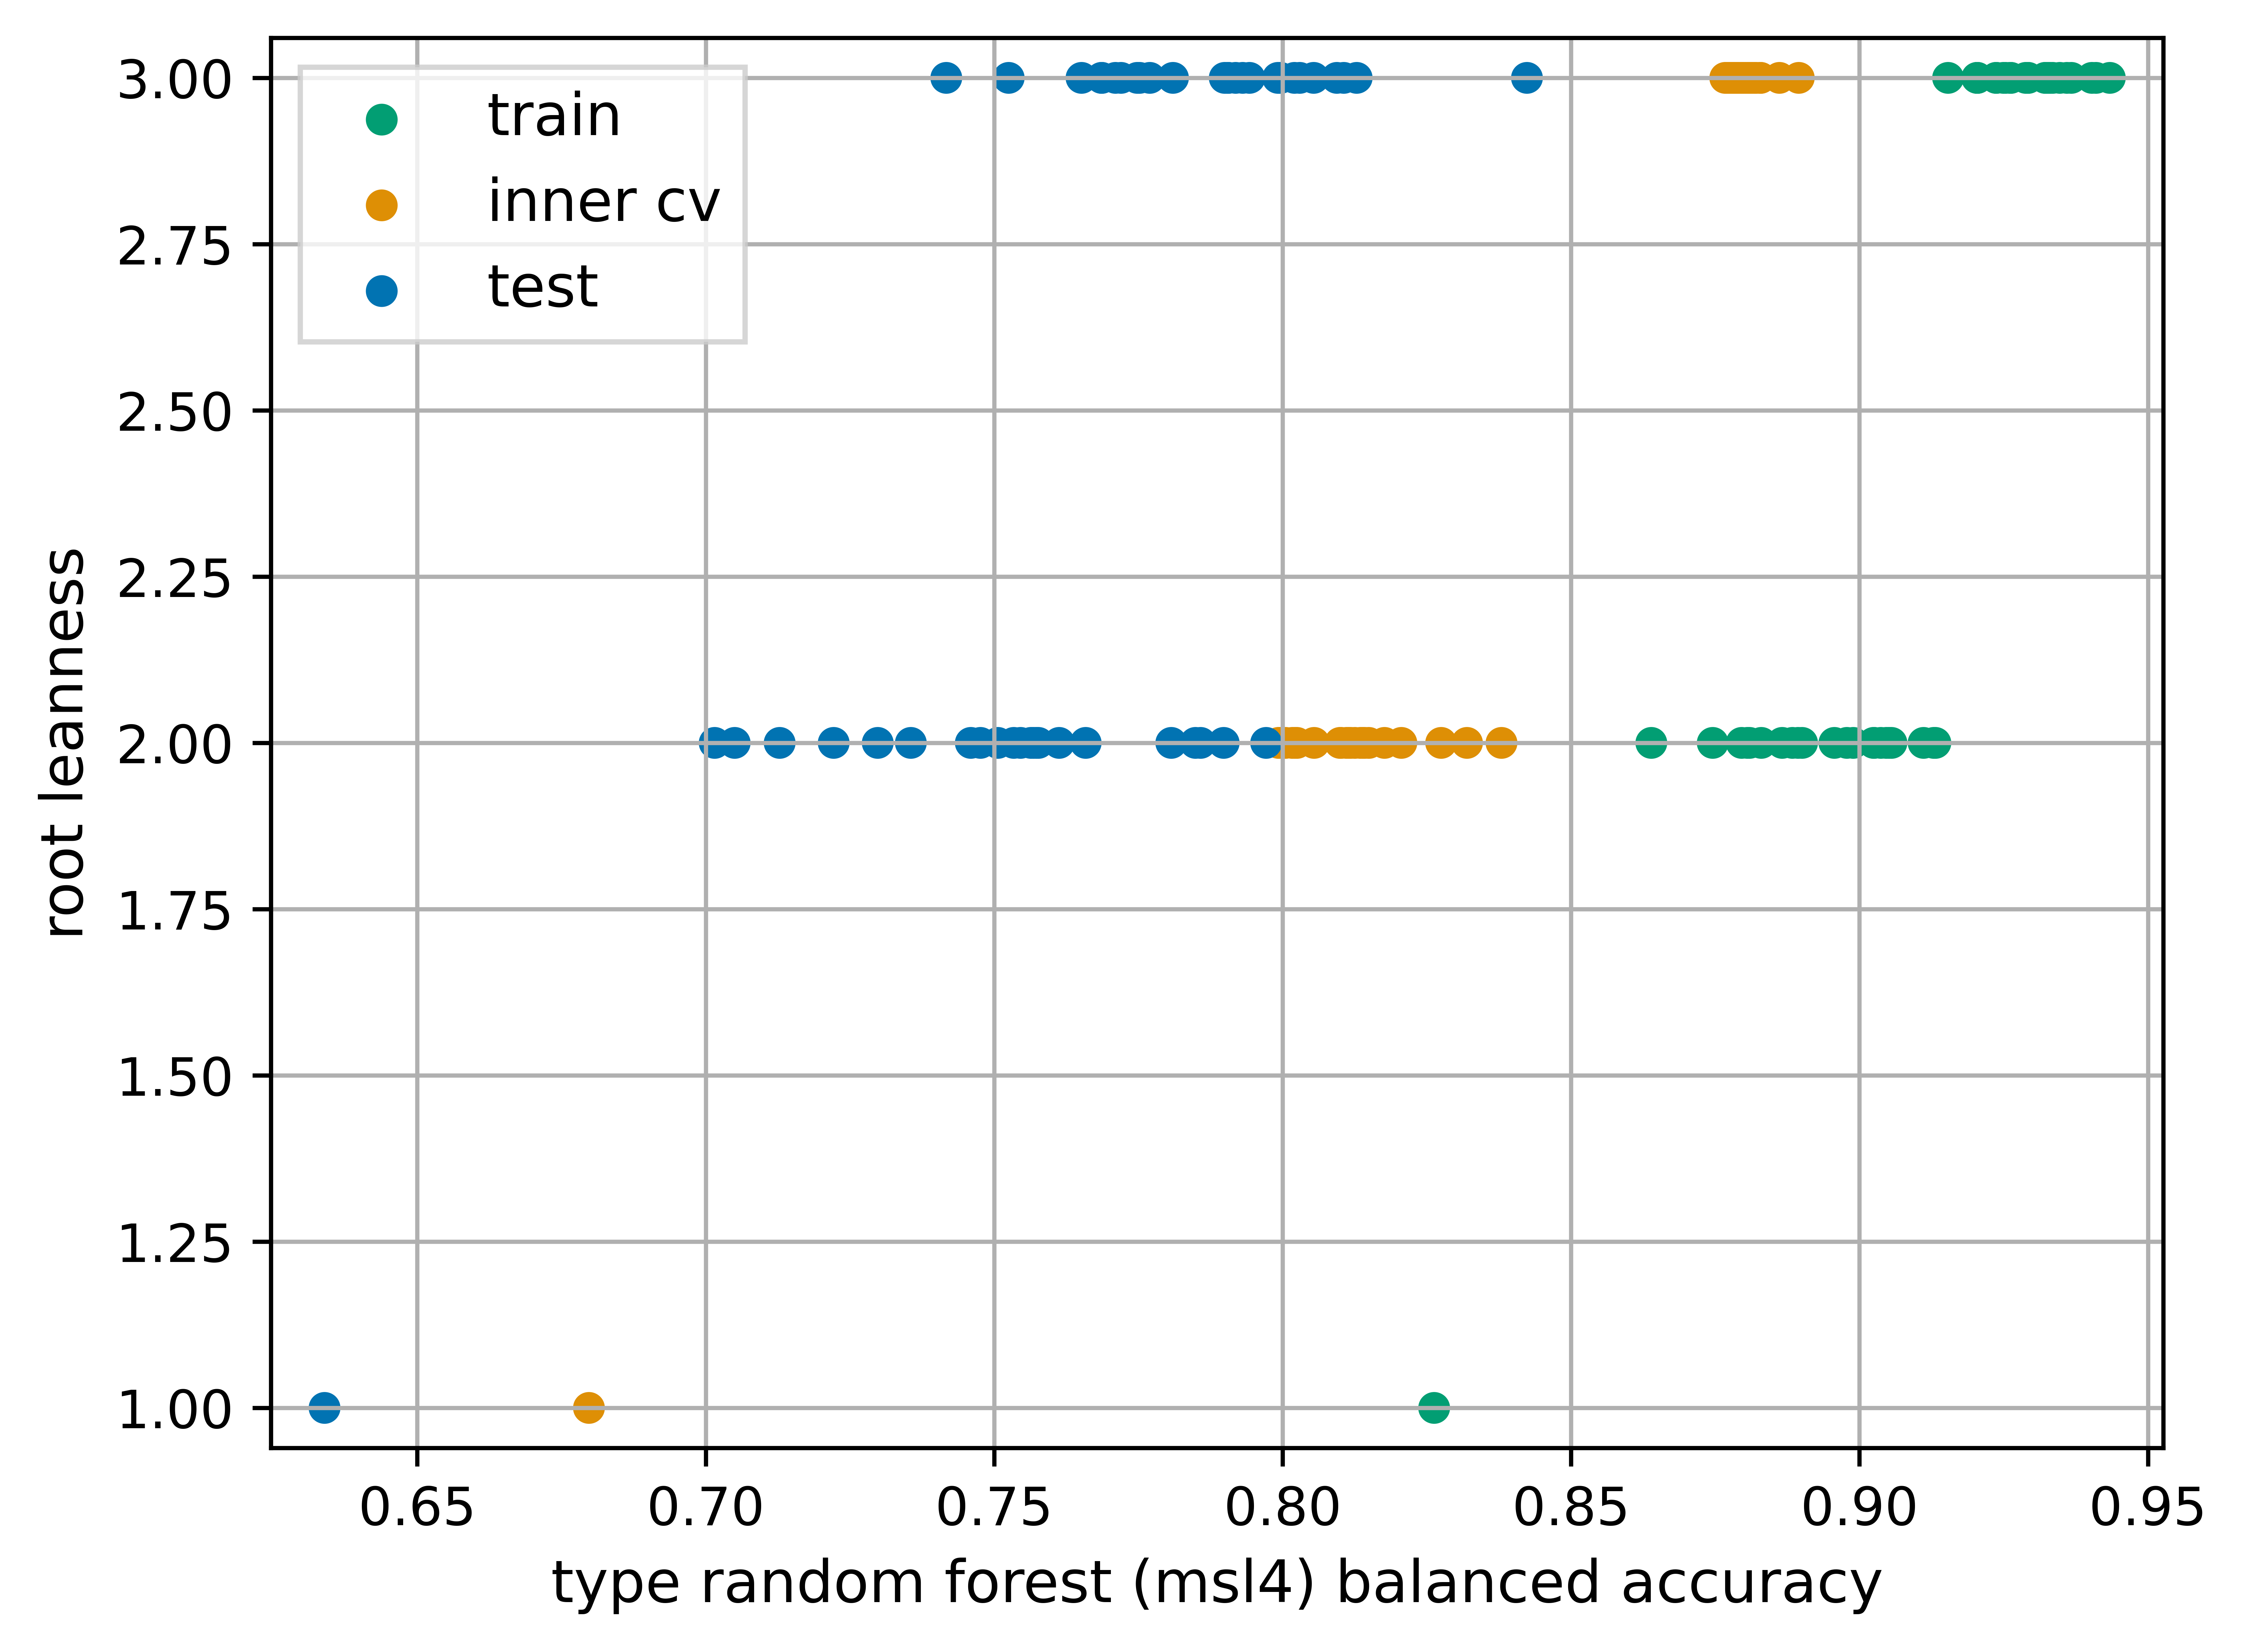 train
inner cv
test
3.00
2.75
2.50
2.25
2.00
1.75
1.50
1.25
1.00
root leanness
0.65 0.70 0.75 0.80 0.85 0.90 0.95
type random forest (msl4) balanced accuracy